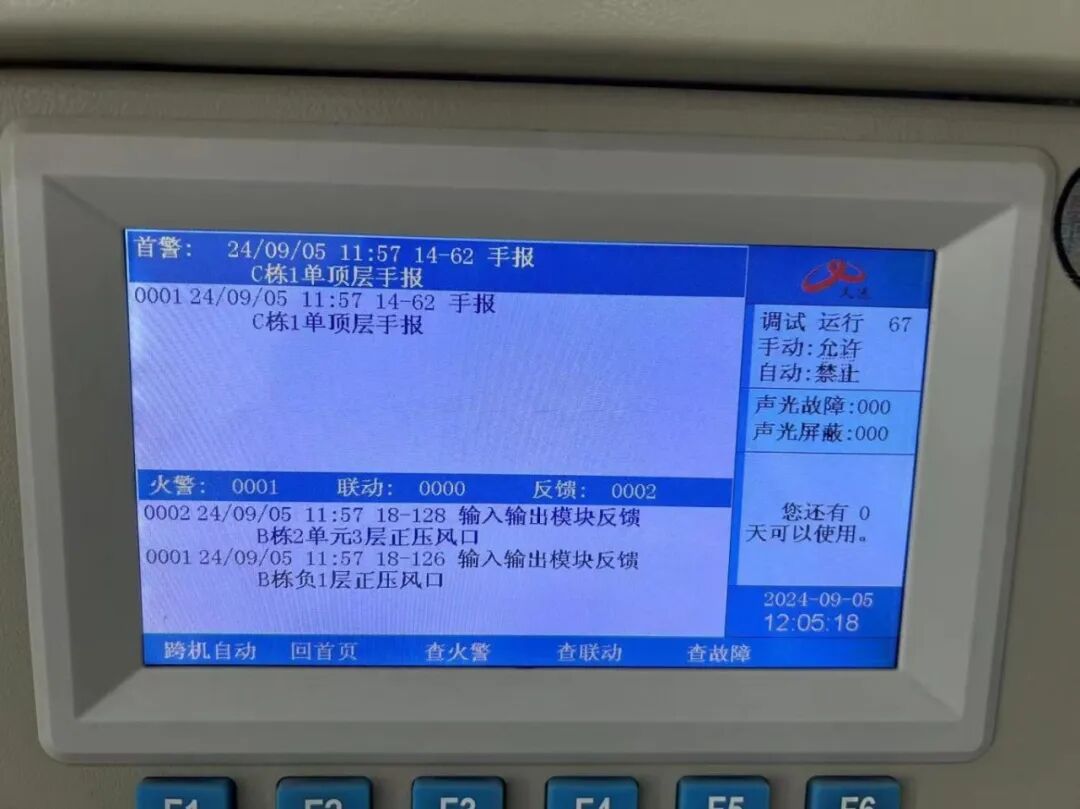 首警: 24/09/05 11:57 14-62 手报
C栋1单顶层手报
0001 24/09/05 11:57 14-62 手报
C栋1单顶层手报
火警: 0001 联动: 0000 反馈: 0002
0002 24/09/05 11:57 18-128 输入输出模块反馈
B栋2单元3层正压风口
0001 24/09/05 11:57 18-126 输入输出模块反馈
B栋负1层正压风口
跨机自动 回首页 查火警 查联动 查故障
调试 运行 67
手动:允许
自动:禁止
声光故障:000
声光屏蔽:000
您还有 0
天可以使用。
2024-09-05
12:05:18
F1 F2 F3 F4 F5 F6